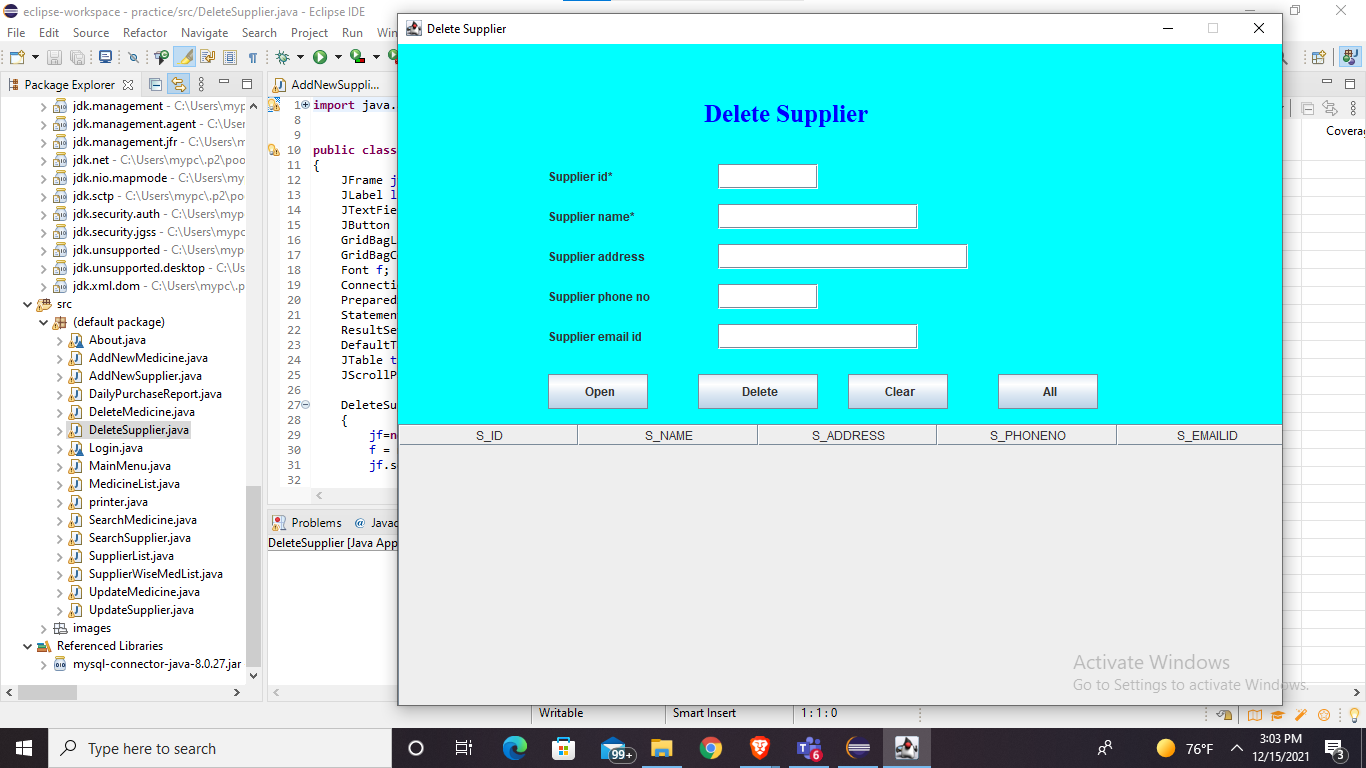 eclipse-workspace - practice/src/DeleteSupplier.java - Eclipse IDE
File Edit Source Refactor Navigate Search Project Run
Package Explorer
jdk.management - C:\Users\myp
jdk.management.agent - C:\User
jdk.management.jfr - C:\Users\m
jdk.net - C:\Users\mypc\.p2\poo
jdk.nio.mapmode - C:\Users\myp
jdk.sctp - C:\Users\mypc\.p2\po
jdk.security.auth - C:\Users\myp
jdk.security.jgss - C:\Users\myp
jdk.unsupported - C:\Users\mypc
jdk.unsupported.desktop - C:\Us
jdk.xml.dom - C:\Users\mypc\.p
src
(default package)
About.java
AddNewMedicine.java
AddNewSupplier.java
DailyPurchaseReport.java
DeleteMedicine.java
DeleteSupplier.java
Login.java
MainMenu.java
MedicineList.java
printer.java
SearchMedicine.java
SearchSupplier.java
SupplierList.java
SupplierWiseMedList.java
UpdateMedicine.java
UpdateSupplier.java
images
Referenced Libraries
mysql-connector-java-8.0.27.jar
AddNewSuppli...
1 import java.
8
9
10 public class
11 {
12 JFrame j
13 JLabel l
14 JTextFie
15 JButton
16 GridBagL
17 GridBagC
18 Font f;
19 Connecti
20 Prepared
21 Statemen
22 ResultSe
23 DefaultT
24 JTable t
25 JScrollP
26
27 DeleteSu
28 {
29 jf=n
30 f =
31 jf.s
32
Problems @ Javad
DeleteSupplier [Java App
Delete Supplier
Delete Supplier
Supplier id*
Supplier name*
Supplier address
Supplier phone no
Supplier email id
Open Delete Clear All
S_ID S_NAME S_ADDRESS S_PHONENO S_EMAILID
Covera
Activate Windows
Go to Settings to activate Windows.
Writable Smart Insert 1 : 1 : 0
Type here to search
99+
6
76°F
3:03 PM
12/15/2021
3